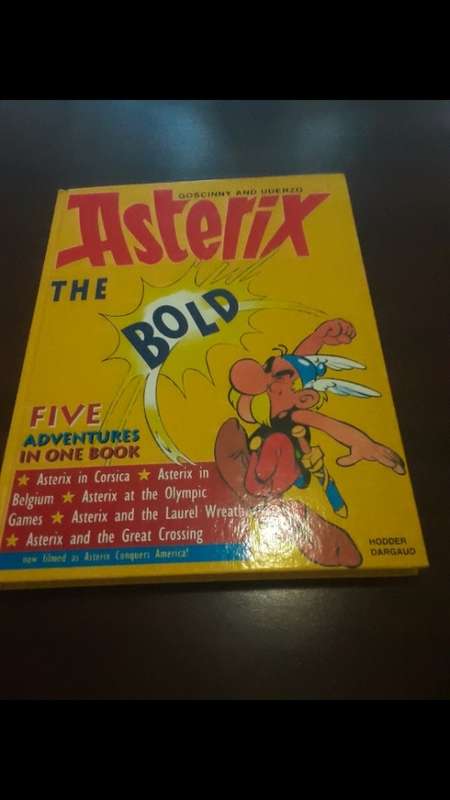 GOSCINNY AND UDERZO
Asterix
THE
BOLD
FIVE
ADVENTURES
IN ONE BOOK
★ Asterix in Corsica ★ Asterix in
Belgium ★ Asterix at the Olympic
Games ★ Asterix and the Laurel Wreath
★ Asterix and the Great Crossing
now filmed as Asterix Conquers America!
HODDER
DARGAUD